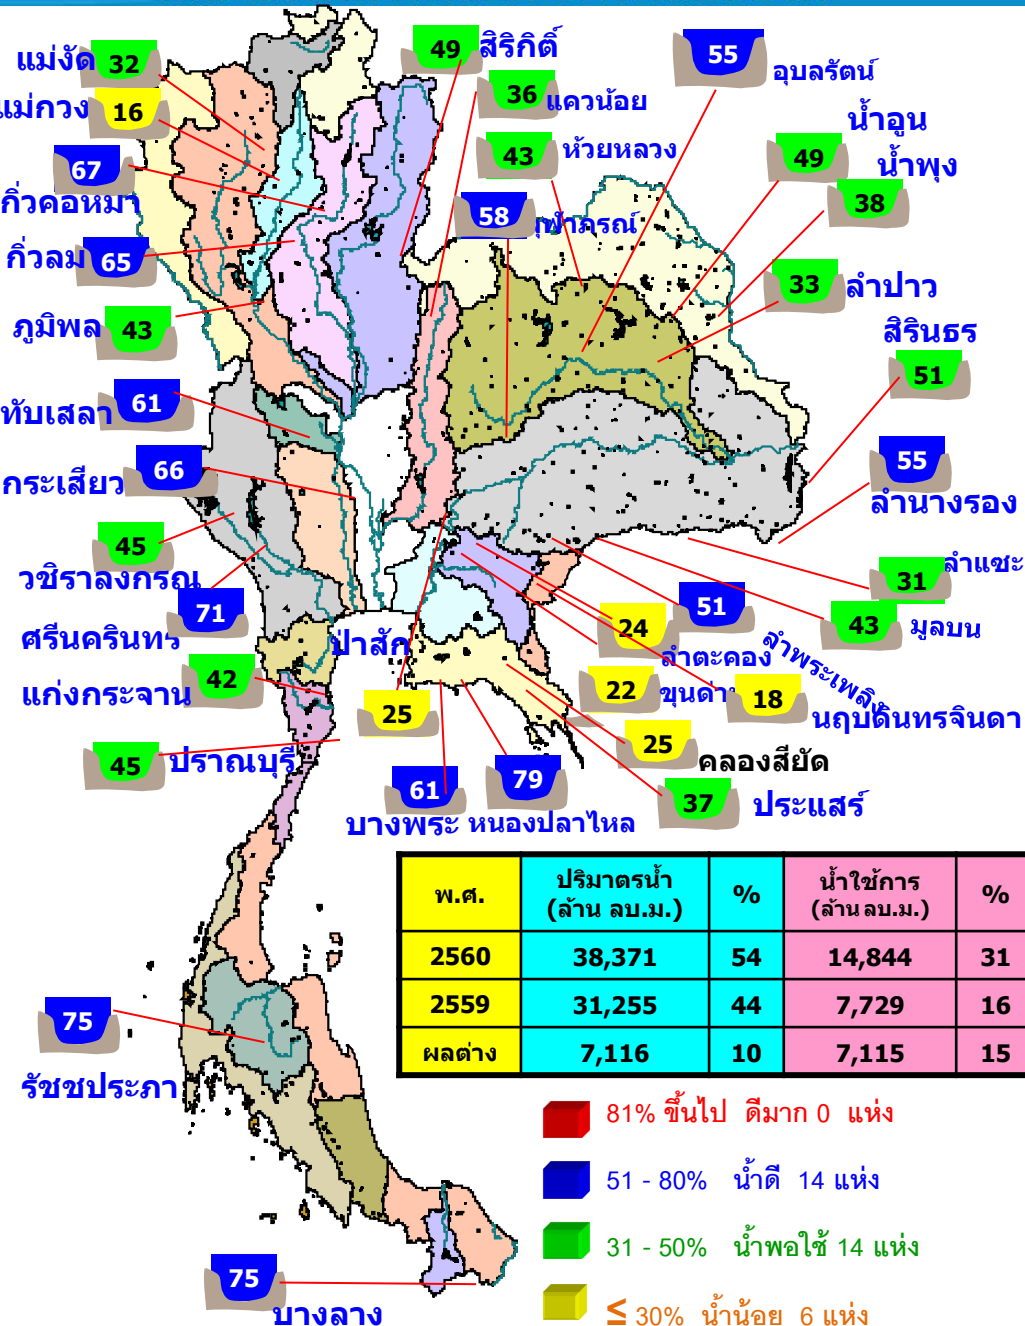 แม่งัด 32
49 สิริกิติ์
55 อุบลรัตน์
แม่กวง 16
36 แควน้อย
น้ำอูน
49
43 ห้วยหลวง
น้ำพุง
38
67
กิ่วคอหมา
58 จุฬาภรณ์
กิ่วลม 65
33 ลำปาว
ภูมิพล 43
สิรินธร
51
ทับเสลา 61
กระเสียว 66
55
ลำนางรอง
45
วชิราลงกรณ
31 ลำแซะ
71
ศรีนครินทร
51
43 มูลบน
24
ลำตะคอง
ลำพระเพลิง
ป่าสัก
25
แก่งกระจาน 42
22
18 นฤบดินทรจินดา
45 ปราณบุรี
25
คลองสียัด
61
บางพระ
79
หนองปลาไหล
37 ประแสร์
พ.ศ. ปริมาตรน้ำ (ล้าน ลบ.ม.) % น้ำใช้การ (ล้าน ลบ.ม.) %
2560 38,371 54 14,844 31
2559 31,255 44 7,729 16
ผลต่าง 7,116 10 7,115 15
75
รัชชประภา
81% ขึ้นไป ดีมาก 0 แห่ง
51 - 80% น้ำดี 14 แห่ง
31 - 50% น้ำพอใช้ 14 แห่ง
≤ 30% น้ำน้อย 6 แห่ง
75
บางลาง